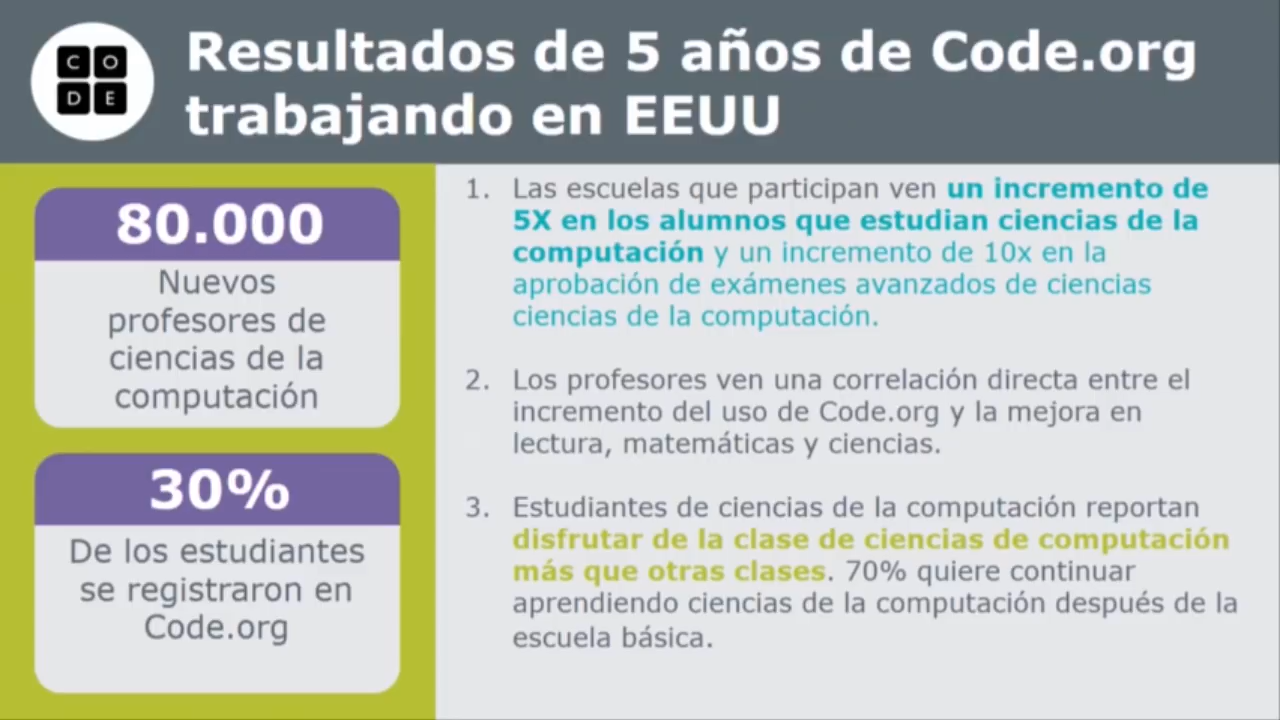 CO
DE
Resultados de 5 años de Code.org
trabajando en EEUU
80.000
Nuevos
profesores de
ciencias de la
computación
30%
De los estudiantes
se registraron en
Code.org
1. Las escuelas que participan ven un incremento de
5X en los alumnos que estudian ciencias de la
computación y un incremento de 10x en la
aprobación de exámenes avanzados de ciencias
ciencias de la computación.
2. Los profesores ven una correlación directa entre el
incremento del uso de Code.org y la mejora en
lectura, matemáticas y ciencias.
3. Estudiantes de ciencias de la computación reportan
disfrutar de la clase de ciencias de computación
más que otras clases. 70% quiere continuar
aprendiendo ciencias de la computación después de la
escuela básica.